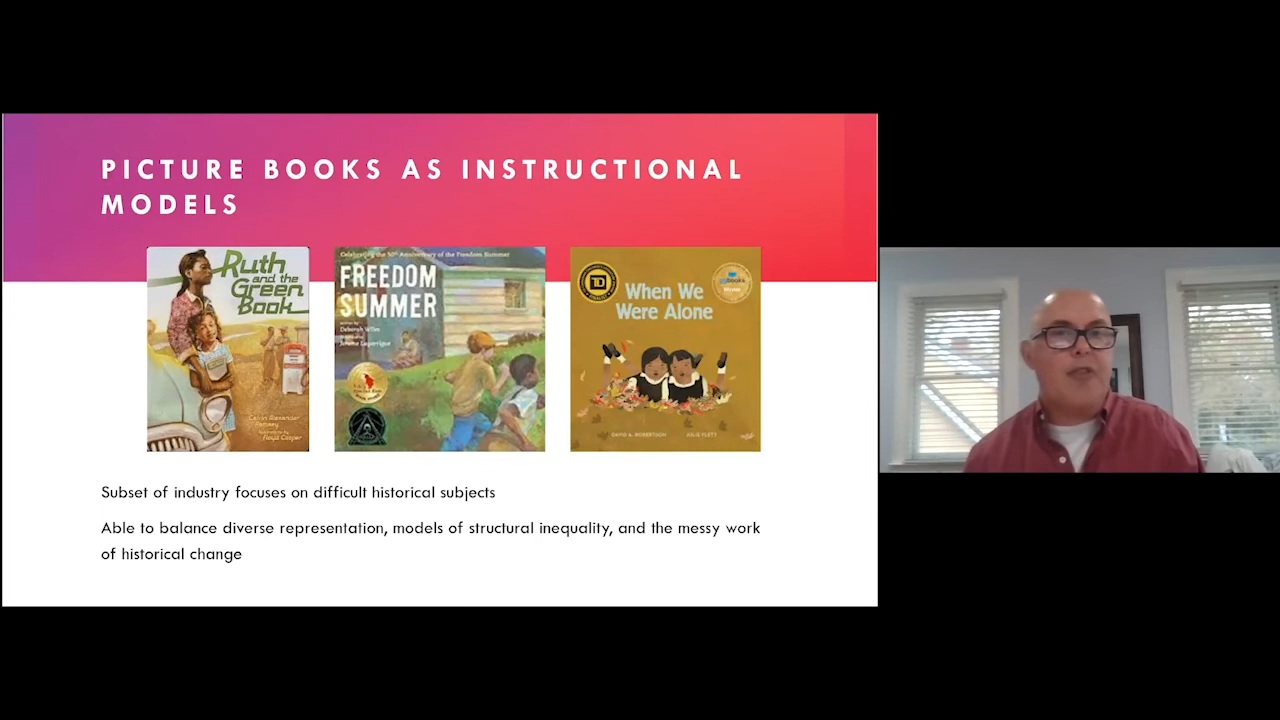 PICTURE BOOKS AS INSTRUCTIONAL
MODELS
Ruth
and the
Green
Book
Calvin Alexander
Ramsey
Floyd Cooper
Celebrating the 50th Anniversary of the Freedom Summer
FREEDOM
SUMMER
Deborah Wiles
Jerome Lagarrigue
TD
When We
Were Alone
DAVID A. ROBERTSON JULIE FLETT
Subset of industry focuses on difficult historical subjects
Able to balance diverse representation, models of structural inequality, and the messy work
of historical change